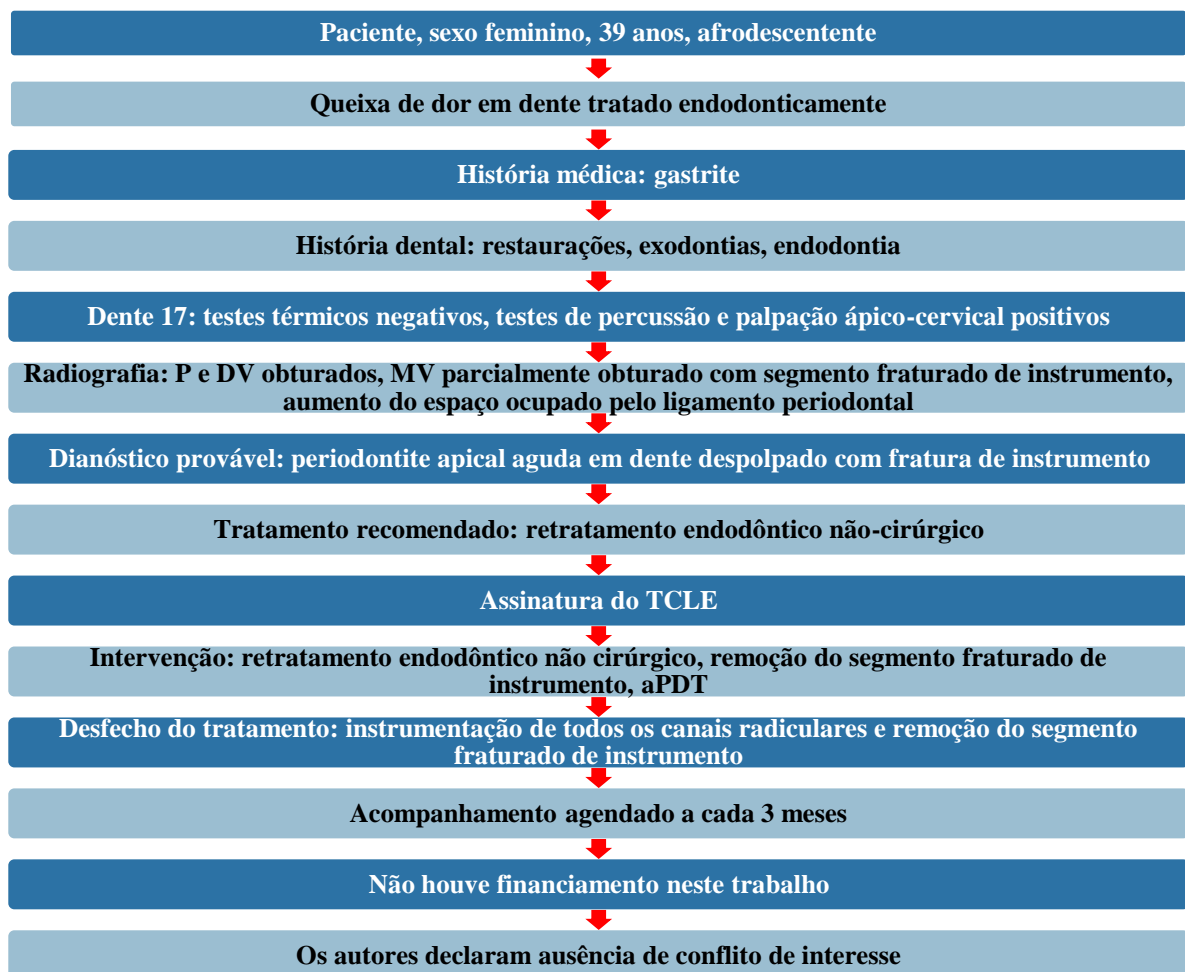 Paciente, sexo feminino, 39 anos, afrodescentente
Queixa de dor em dente tratado endodonticamente
História médica: gastrite
História dental: restaurações, exodontias, endodontia
Dente 17: testes térmicos negativos, testes de percussão e palpação ápico-cervical positivos
Radiografia: P e DV obturados, MV parcialmente obturado com segmento fraturado de instrumento,
aumento do espaço ocupado pelo ligamento periodontal
Dianóstico provável: periodontite apical aguda em dente despolpado com fratura de instrumento
Tratamento recomendado: retratamento endodôntico não-cirúrgico
Assinatura do TCLE
Intervenção: retratamento endodôntico não cirúrgico, remoção do segmento fraturado de
instrumento, aPDT
Desfecho do tratamento: instrumentação de todos os canais radiculares e remoção do segmento
fraturado de instrumento
Acompanhamento agendado a cada 3 meses
Não houve financiamento neste trabalho
Os autores declaram ausência de conflito de interesse